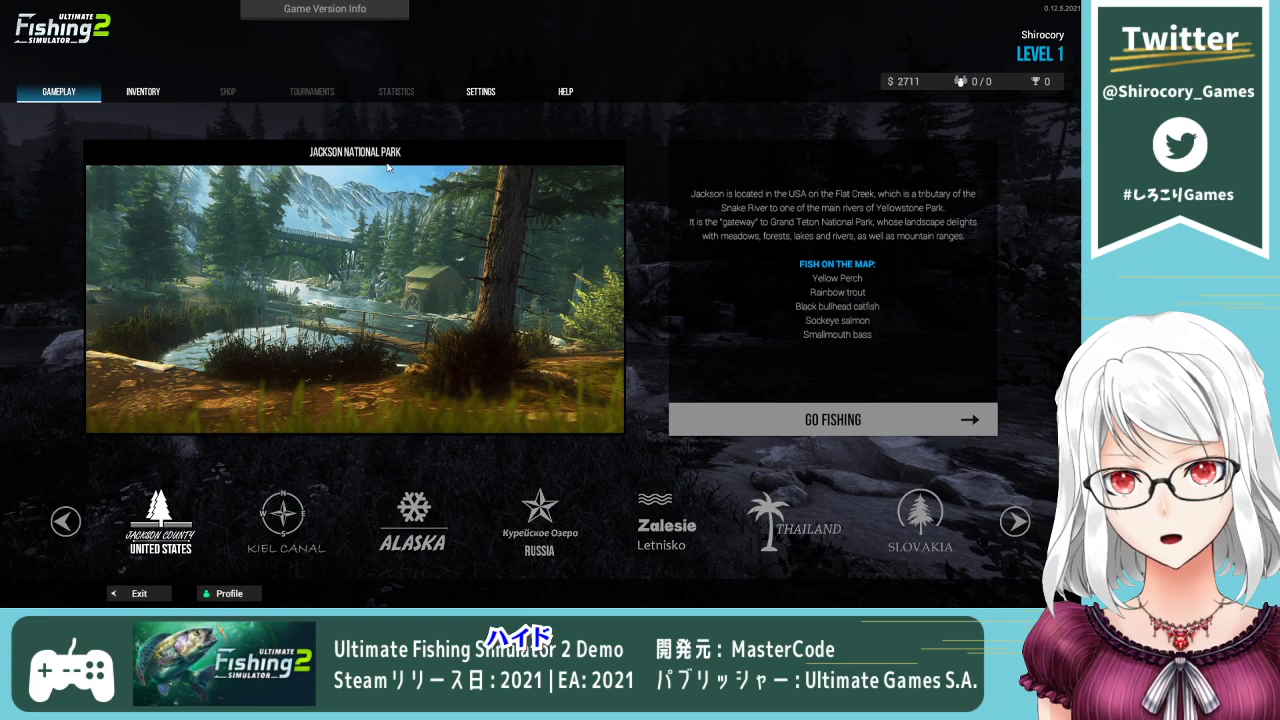 Game Version Info
0.12.5.2021
ULTIMATE
Fishing 2
SIMULATOR
Shirocory
LEVEL 1
$ 2711 0 / 0 0
GAMEPLAY INVENTORY SHOP TOURNAMENTS STATISTICS SETTINGS HELP
JACKSON NATIONAL PARK
Jackson is located in the USA on the Flat Creek, which is a tributary of the
Snake River to one of the main rivers of Yellowstone Park.
It is the "gateway" to Grand Teton National Park, whose landscape delights
with meadows, forests, lakes and rivers, as well as mountain ranges.
FISH ON THE MAP:
Yellow Perch
Rainbow trout
Black bullhead catfish
Sockeye salmon
Smallmouth bass
GO FISHING
JACKSON COUNTY
UNITED STATES
N
W E
S
KIEL CANAL
ALASKA
Курейское Озеро
RUSSIA
Zalesie
Letnisko
THAILAND
SLOVAKIA
Exit Profile
Twitter
@Shirocory_Games
#しろこりGames
ULTIMATE
Fishing 2
SIMULATOR
ハイド
Ultimate Fishing Simulator 2 Demo 開発元: MasterCode
Steamリリース日: 2021 | EA: 2021 パブリッシャー: Ultimate Games S.A.